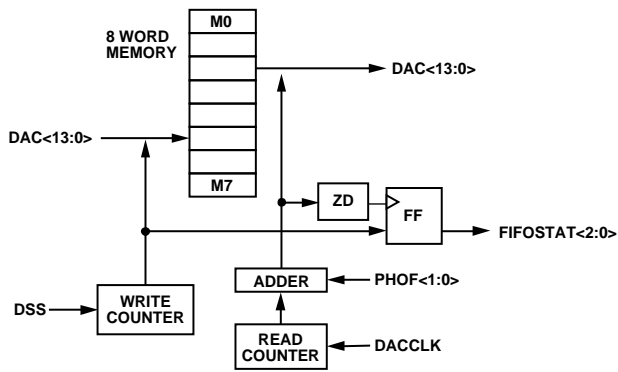 M0
8 WORD
MEMORY
DAC<13:0>
DAC<13:0>
M7
ZD
FF
FIFOSTAT<2:0>
ADDER
PHOF<1:0>
DSS
WRITE
COUNTER
READ
COUNTER
DACCLK